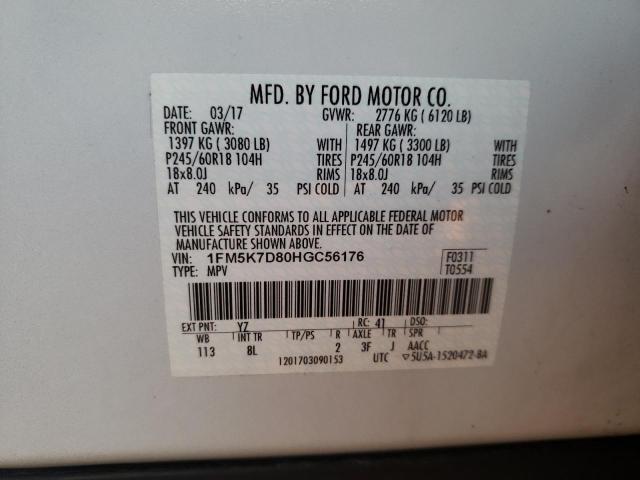 MFD. BY FORD MOTOR CO.
DATE: 03/17 GVWR: 2776 KG ( 6120 LB)
FRONT GAWR: REAR GAWR:
1397 KG ( 3080 LB) WITH 1497 KG ( 3300 LB) WITH
P245/60R18 104H TIRES P245/60R18 104H TIRES
18x8.0J RIMS 18x8.0J RIMS
AT 240 kPa/ 35 PSI COLD AT 240 kPa/ 35 PSI COLD
THIS VEHICLE CONFORMS TO ALL APPLICABLE FEDERAL MOTOR
VEHICLE SAFETY STANDARDS IN EFFECT ON THE DATE OF
MANUFACTURE SHOWN ABOVE.
VIN: 1FM5K7D80HGC56176 F0311
TYPE: MPV T0554
EXT PNT: YZ RC: 41 DSO:
WB INT TR TP/PS R AXLE TR SPR
113 8L 2 3F J AACC
1201703090153 UTC ▽5U5A-1520472-BA